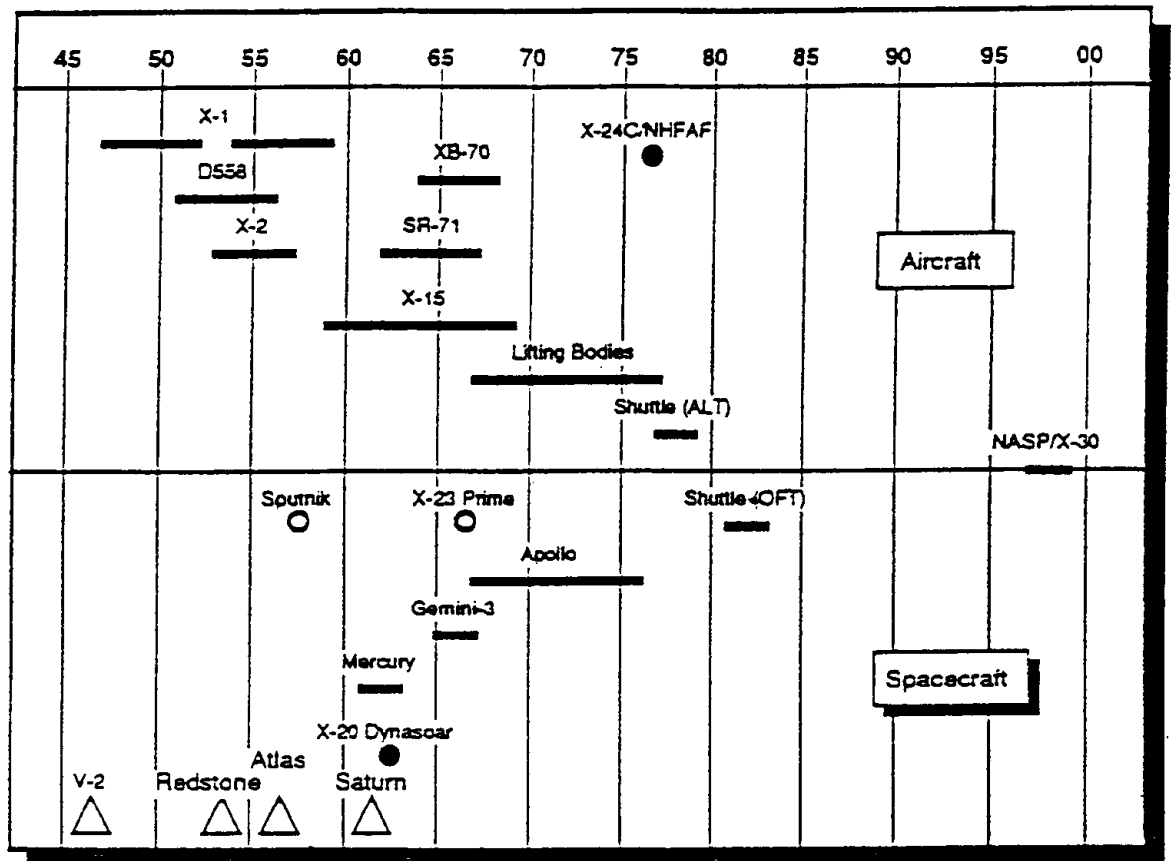 45 50 55 60 65 70 75 80 85 90 95 00
X-1
X-24C/NHFAF
XB-70
D558
X-2
SR-71
Aircraft
X-15
Lifting Bodies
Shuttle (ALT)
NASP/X-30
Sputnik
X-23 Prime
Shuttle (OFT)
Apollo
Gemini-3
Mercury
Spacecraft
X-20 Dynasoar
Atlas
V-2
Redstone
Saturn